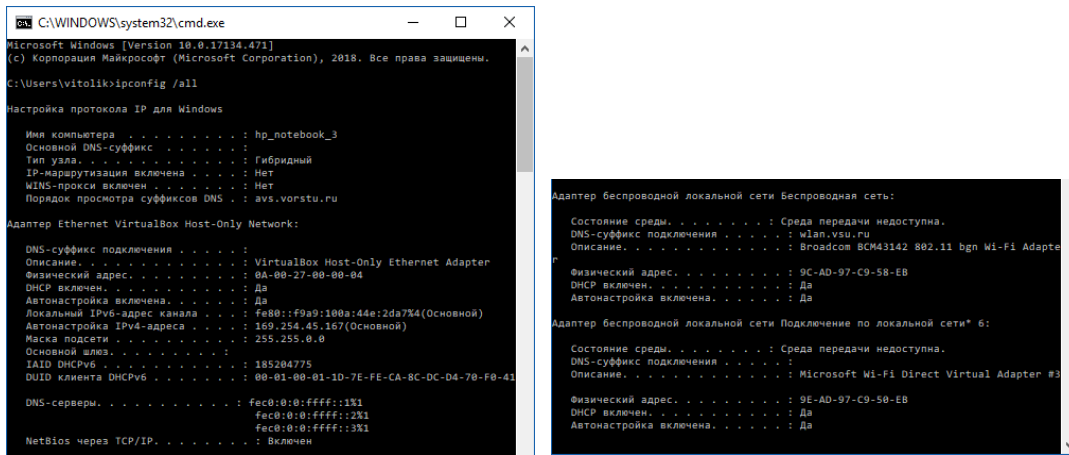 C:\WINDOWS\system32\cmd.exe
Microsoft Windows [Version 10.0.17134.471]
(c) Корпорация Майкрософт (Microsoft Corporation), 2018. Все права защищены.
C:\Users\vitolik>ipconfig /all
Настройка протокола IP для Windows
Имя компьютера . . . . . . . . . : hp_notebook_3
Основной DNS-суффикс . . . . . . :
Тип узла. . . . . . . . . . . . . : Гибридный
IP-маршрутизация включена . . . . : Нет
WINS-прокси включен . . . . . . . : Нет
Порядок просмотра суффиксов DNS . : avs.vorstu.ru
Адаптер Ethernet VirtualBox Host-Only Network:
DNS-суффикс подключения . . . . . :
Описание. . . . . . . . . . . . . : VirtualBox Host-Only Ethernet Adapter
Физический адрес. . . . . . . . . : 0A-00-27-00-00-04
DHCP включен. . . . . . . . . . . : Да
Автонастройка включена. . . . . . : Да
Локальный IPv6-адрес канала . . . : fe80::f9a9:100a:44e:2da7%4(Основной)
Автонастройка IPv4-адреса . . . . : 169.254.45.167(Основной)
Маска подсети . . . . . . . . . . : 255.255.0.0
Основной шлюз. . . . . . . . . :
IAID DHCPv6 . . . . . . . . . . . : 185204775
DUID клиента DHCPv6 . . . . . . . : 00-01-00-01-1D-7E-FE-CA-8C-DC-D4-70-F0-41
DNS-серверы. . . . . . . . . . . : fec0:0:0:ffff::1%1
fec0:0:0:ffff::2%1
fec0:0:0:ffff::3%1
NetBios через TCP/IP. . . . . . . . : Включен
Адаптер беспроводной локальной сети Беспроводная сеть:
Состояние среды. . . . . . . . : Среда передачи недоступна.
DNS-суффикс подключения . . . . . : wlan.vsu.ru
Описание. . . . . . . . . . . . . : Broadcom BCM43142 802.11 bgn Wi-Fi Adapte
r
Физический адрес. . . . . . . . . : 9C-AD-97-C9-58-EB
DHCP включен. . . . . . . . . . . : Да
Автонастройка включена. . . . . . : Да
Адаптер беспроводной локальной сети Подключение по локальной сети* 6:
Состояние среды. . . . . . . . : Среда передачи недоступна.
DNS-суффикс подключения . . . . . :
Описание. . . . . . . . . . . . . : Microsoft Wi-Fi Direct Virtual Adapter #3
Физический адрес. . . . . . . . . : 9E-AD-97-C9-50-EB
DHCP включен. . . . . . . . . . . : Да
Автонастройка включена. . . . . . : Да